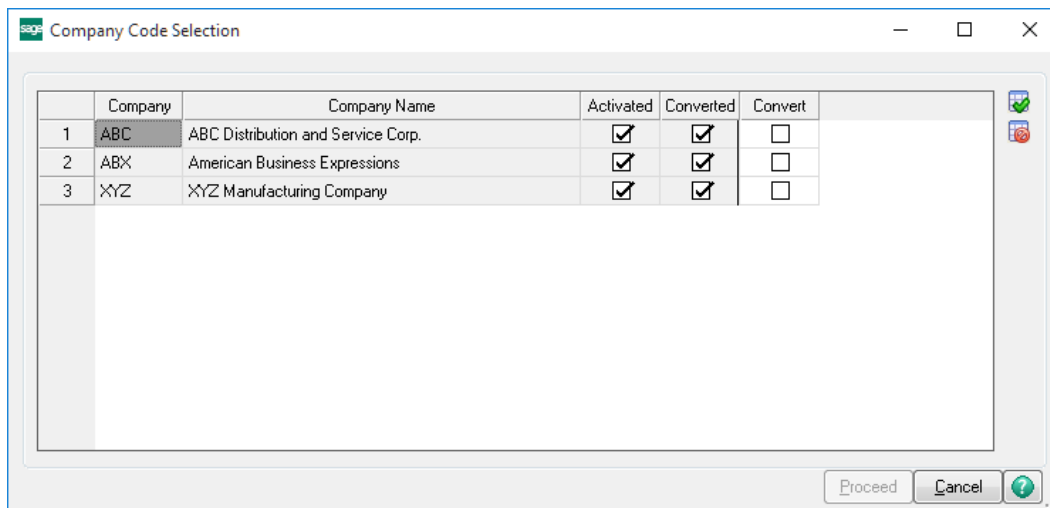 sage Company Code Selection
Company Company Name Activated Converted Convert
1 ABC ABC Distribution and Service Corp.
2 ABX American Business Expressions
3 XYZ XYZ Manufacturing Company
Proceed Cancel ?